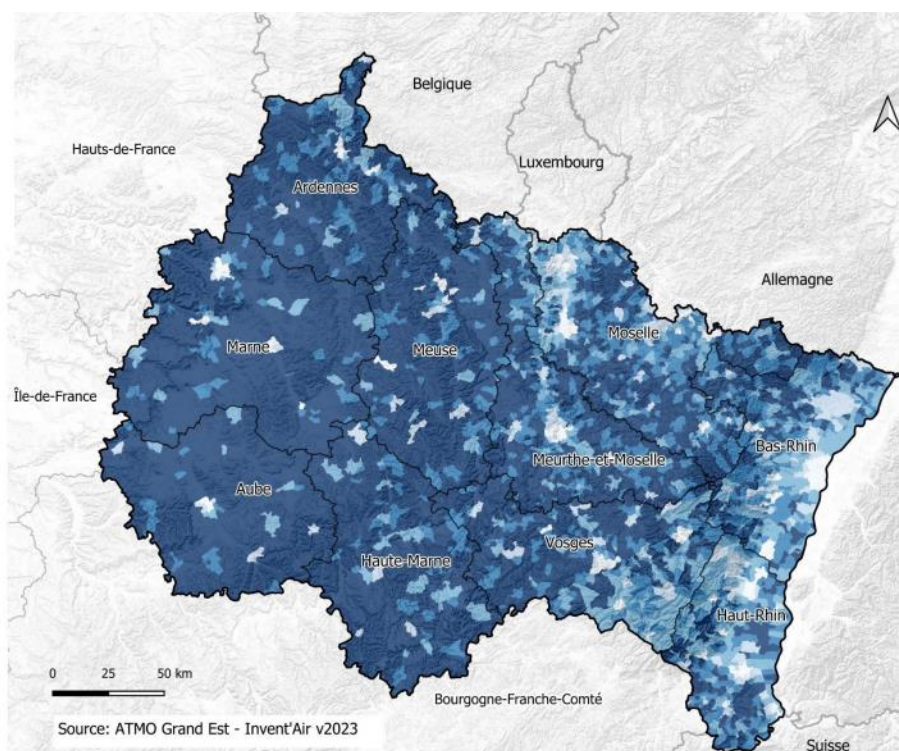 Belgique
Hauts-de-France
Luxembourg
Ardennes
Allemagne
Moselle
Marne
Meuse
Île-de-France
Bas-Rhin
Meurthe-et-Moselle
Aube
Vosges
Haute-Marne
Haut-Rhin
0 25 50 km
Bourgogne-Franche-Comté
Source: ATMO Grand Est - Invent'Air v2023
Suisse